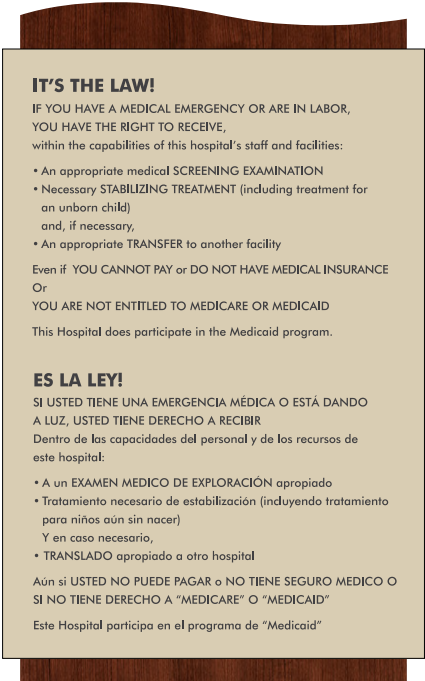 IT'S THE LAW!
IF YOU HAVE A MEDICAL EMERGENCY OR ARE IN LABOR,
YOU HAVE THE RIGHT TO RECEIVE,
within the capabilities of this hospital's staff and facilities:
• An appropriate medical SCREENING EXAMINATION
• Necessary STABILIZING TREATMENT (including treatment for
an unborn child)
and, if necessary,
• An appropriate TRANSFER to another facility
Even if YOU CANNOT PAY or DO NOT HAVE MEDICAL INSURANCE
Or
YOU ARE NOT ENTITLED TO MEDICARE OR MEDICAID
This Hospital does participate in the Medicaid program.
ES LA LEY!
SI USTED TIENE UNA EMERGENCIA MÉDICA O ESTÁ DANDO
A LUZ, USTED TIENE DERECHO A RECIBIR
Dentro de las capacidades del personal y de los recursos de
este hospital:
• A un EXAMEN MEDICO DE EXPLORACIÓN apropiado
• Tratamiento necesario de estabilización (incluyendo tratamiento
para niños aún sin nacer)
Y en caso necesario,
• TRANSLADO apropiado a otro hospital
Aún si USTED NO PUEDE PAGAR o NO TIENE SEGURO MEDICO O
SI NO TIENE DERECHO A “MEDICARE” O “MEDICAID”
Este Hospital participa en el programa de “Medicaid”